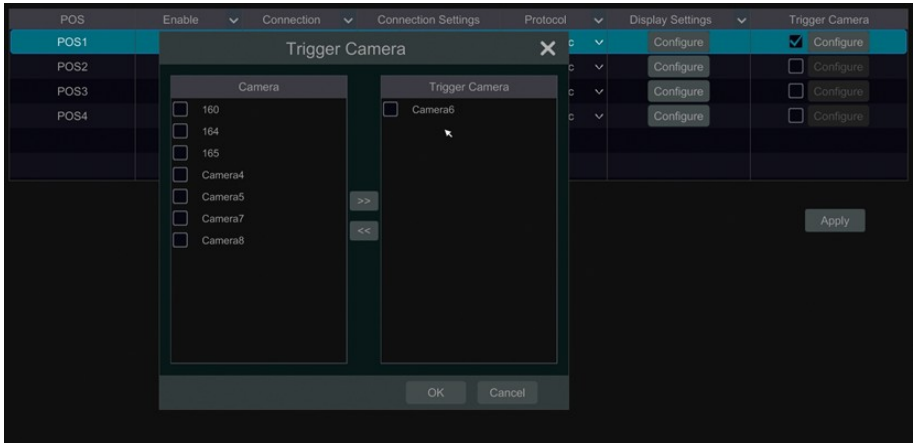 POS Enable Connection Connection Settings Protocol Display Settings Trigger Camera
POS1 c Configure Configure
Trigger Camera
POS2 c Configure Configure
POS3 c Configure Configure
POS4 c Configure Configure
Camera Trigger Camera
160 Camera6
164
165
Camera4
Camera5
>>
Camera7
<<
Camera8
Apply
OK Cancel